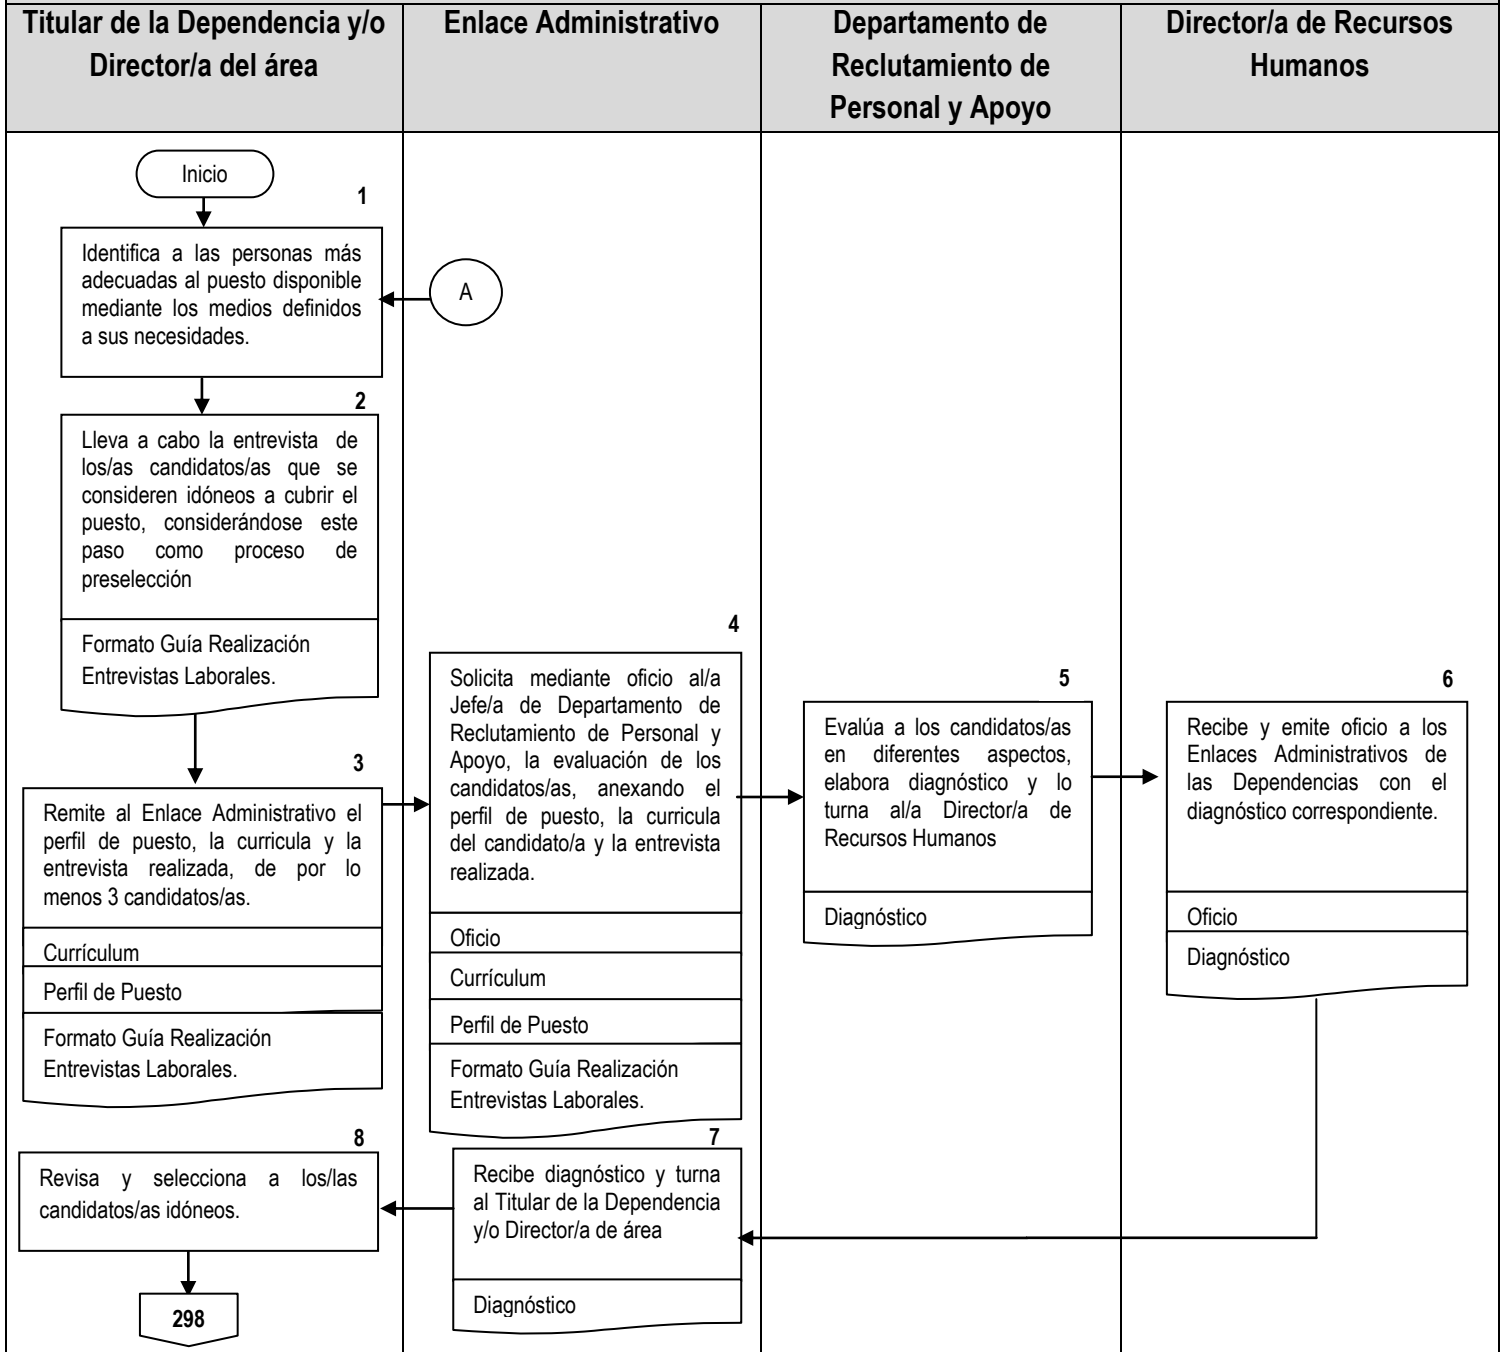 Titular de la Dependencia y/o
Director/a del área
Enlace Administrativo
Departamento de
Reclutamiento de
Personal y Apoyo
Director/a de Recursos
Humanos
Inicio
1
Identifica a las personas más
adecuadas al puesto disponible
mediante los medios definidos
a sus necesidades.
A
2
Lleva a cabo la entrevista de
los/as candidatos/as que se
consideren idóneos a cubrir el
puesto, considerándose este
paso como proceso de
preselección
Formato Guía Realización
Entrevistas Laborales.
3
Remite al Enlace Administrativo el
perfil de puesto, la curricula y la
entrevista realizada, de por lo
menos 3 candidatos/as.
Currículum
Perfil de Puesto
Formato Guía Realización
Entrevistas Laborales.
4
Solicita mediante oficio al/a
Jefe/a de Departamento de
Reclutamiento de Personal y
Apoyo, la evaluación de los
candidatos/as, anexando el
perfil de puesto, la curricula
del candidato/a y la entrevista
realizada.
Oficio
Currículum
Perfil de Puesto
Formato Guía Realización
Entrevistas Laborales.
5
Evalúa a los candidatos/as
en diferentes aspectos,
elabora diagnóstico y lo
turna al/a Director/a de
Recursos Humanos
Diagnóstico
6
Recibe y emite oficio a los
Enlaces Administrativos de
las Dependencias con el
diagnóstico correspondiente.
Oficio
Diagnóstico
7
Recibe diagnóstico y turna
al Titular de la Dependencia
y/o Director/a de área
Diagnóstico
8
Revisa y selecciona a los/las
candidatos/as idóneos.
298